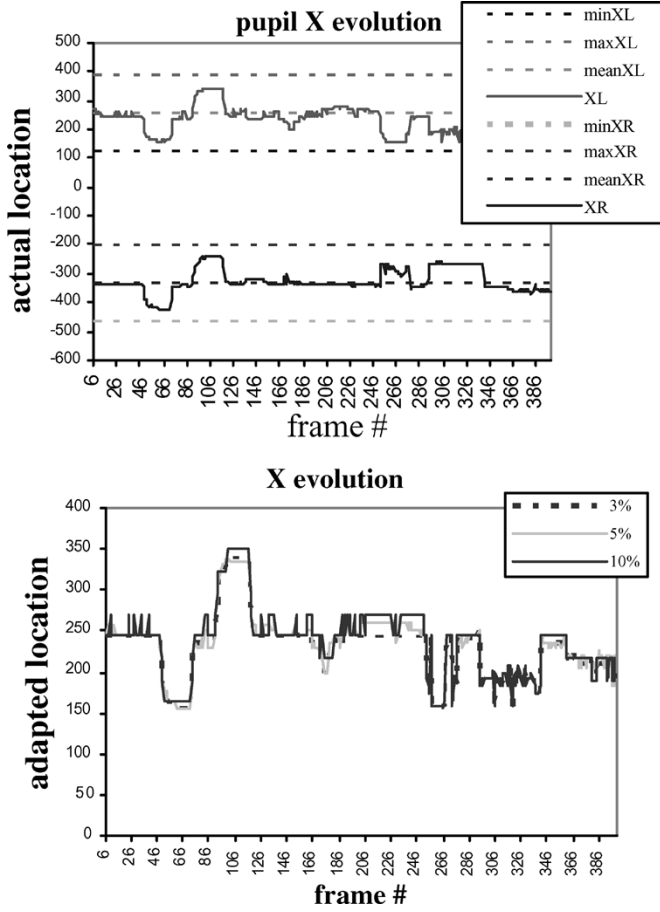 pupil X evolution
minXL
maxXL
meanXL
XL
minXR
maxXR
meanXR
XR
actual location
500
400
300
200
100
0
-100
-200
-300
-400
-500
-600
6 26 46 66 86 106 126 146 166 186 206 226 246 266 286 306 326 346 366 386
frame #
X evolution
3%
5%
10%
adapted location
400
350
300
250
200
150
100
50
0
6 26 46 66 86 106 126 146 166 186 206 226 246 266 286 306 326 346 366 386
frame #